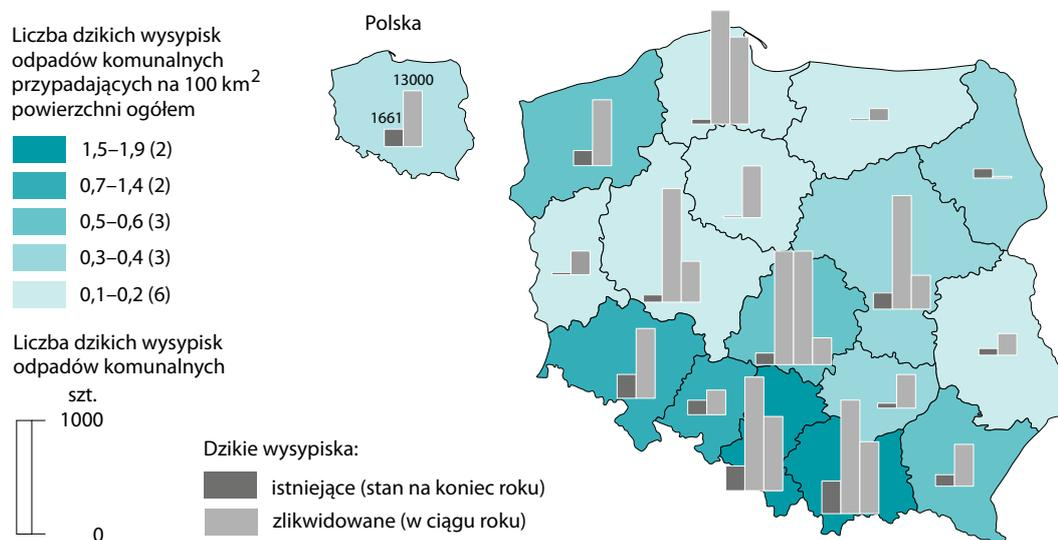 Liczba dzikich wysypisk
odpadów komunalnych
przypadających na 100 km²
powierzchni ogółem
1,5–1,9 (2)
0,7–1,4 (2)
0,5–0,6 (3)
0,3–0,4 (3)
0,1–0,2 (6)
Liczba dzikich wysypisk
odpadów komunalnych
szt.
1000
0
Polska
13000
1661
Dzikie wysypiska:
istniejące (stan na koniec roku)
zlikwidowane (w ciągu roku)